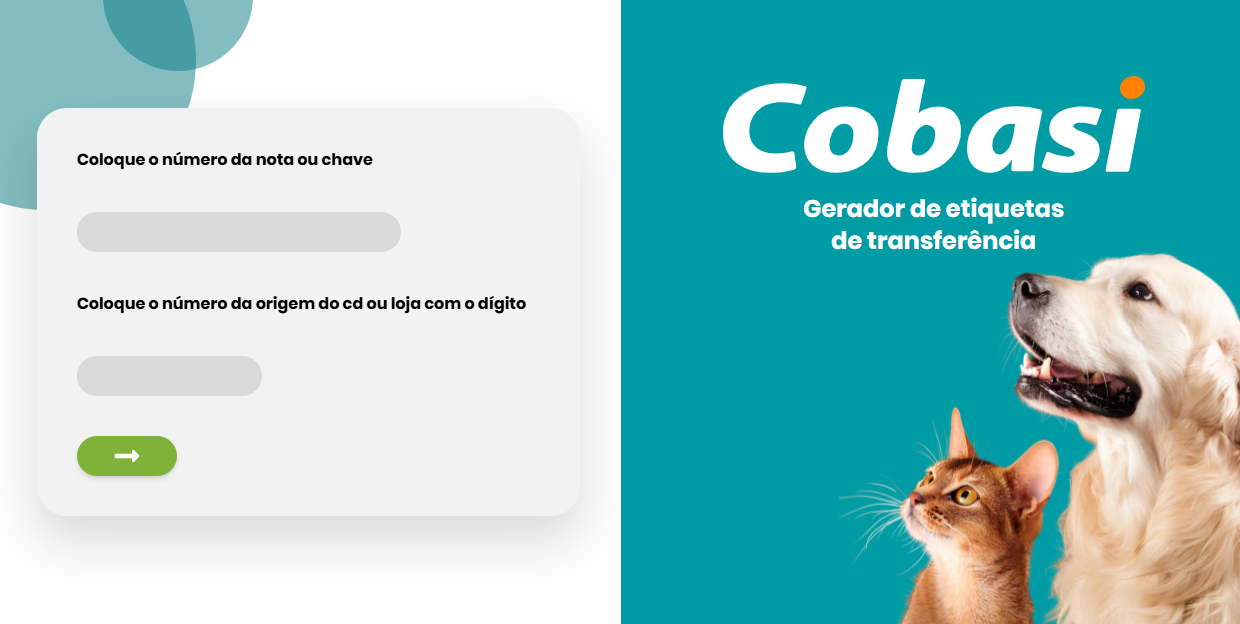 Coloque o número da nota ou chave
Coloque o número da origem do cd ou loja com o dígito
Cobasi
Gerador de etiquetas
de transferência